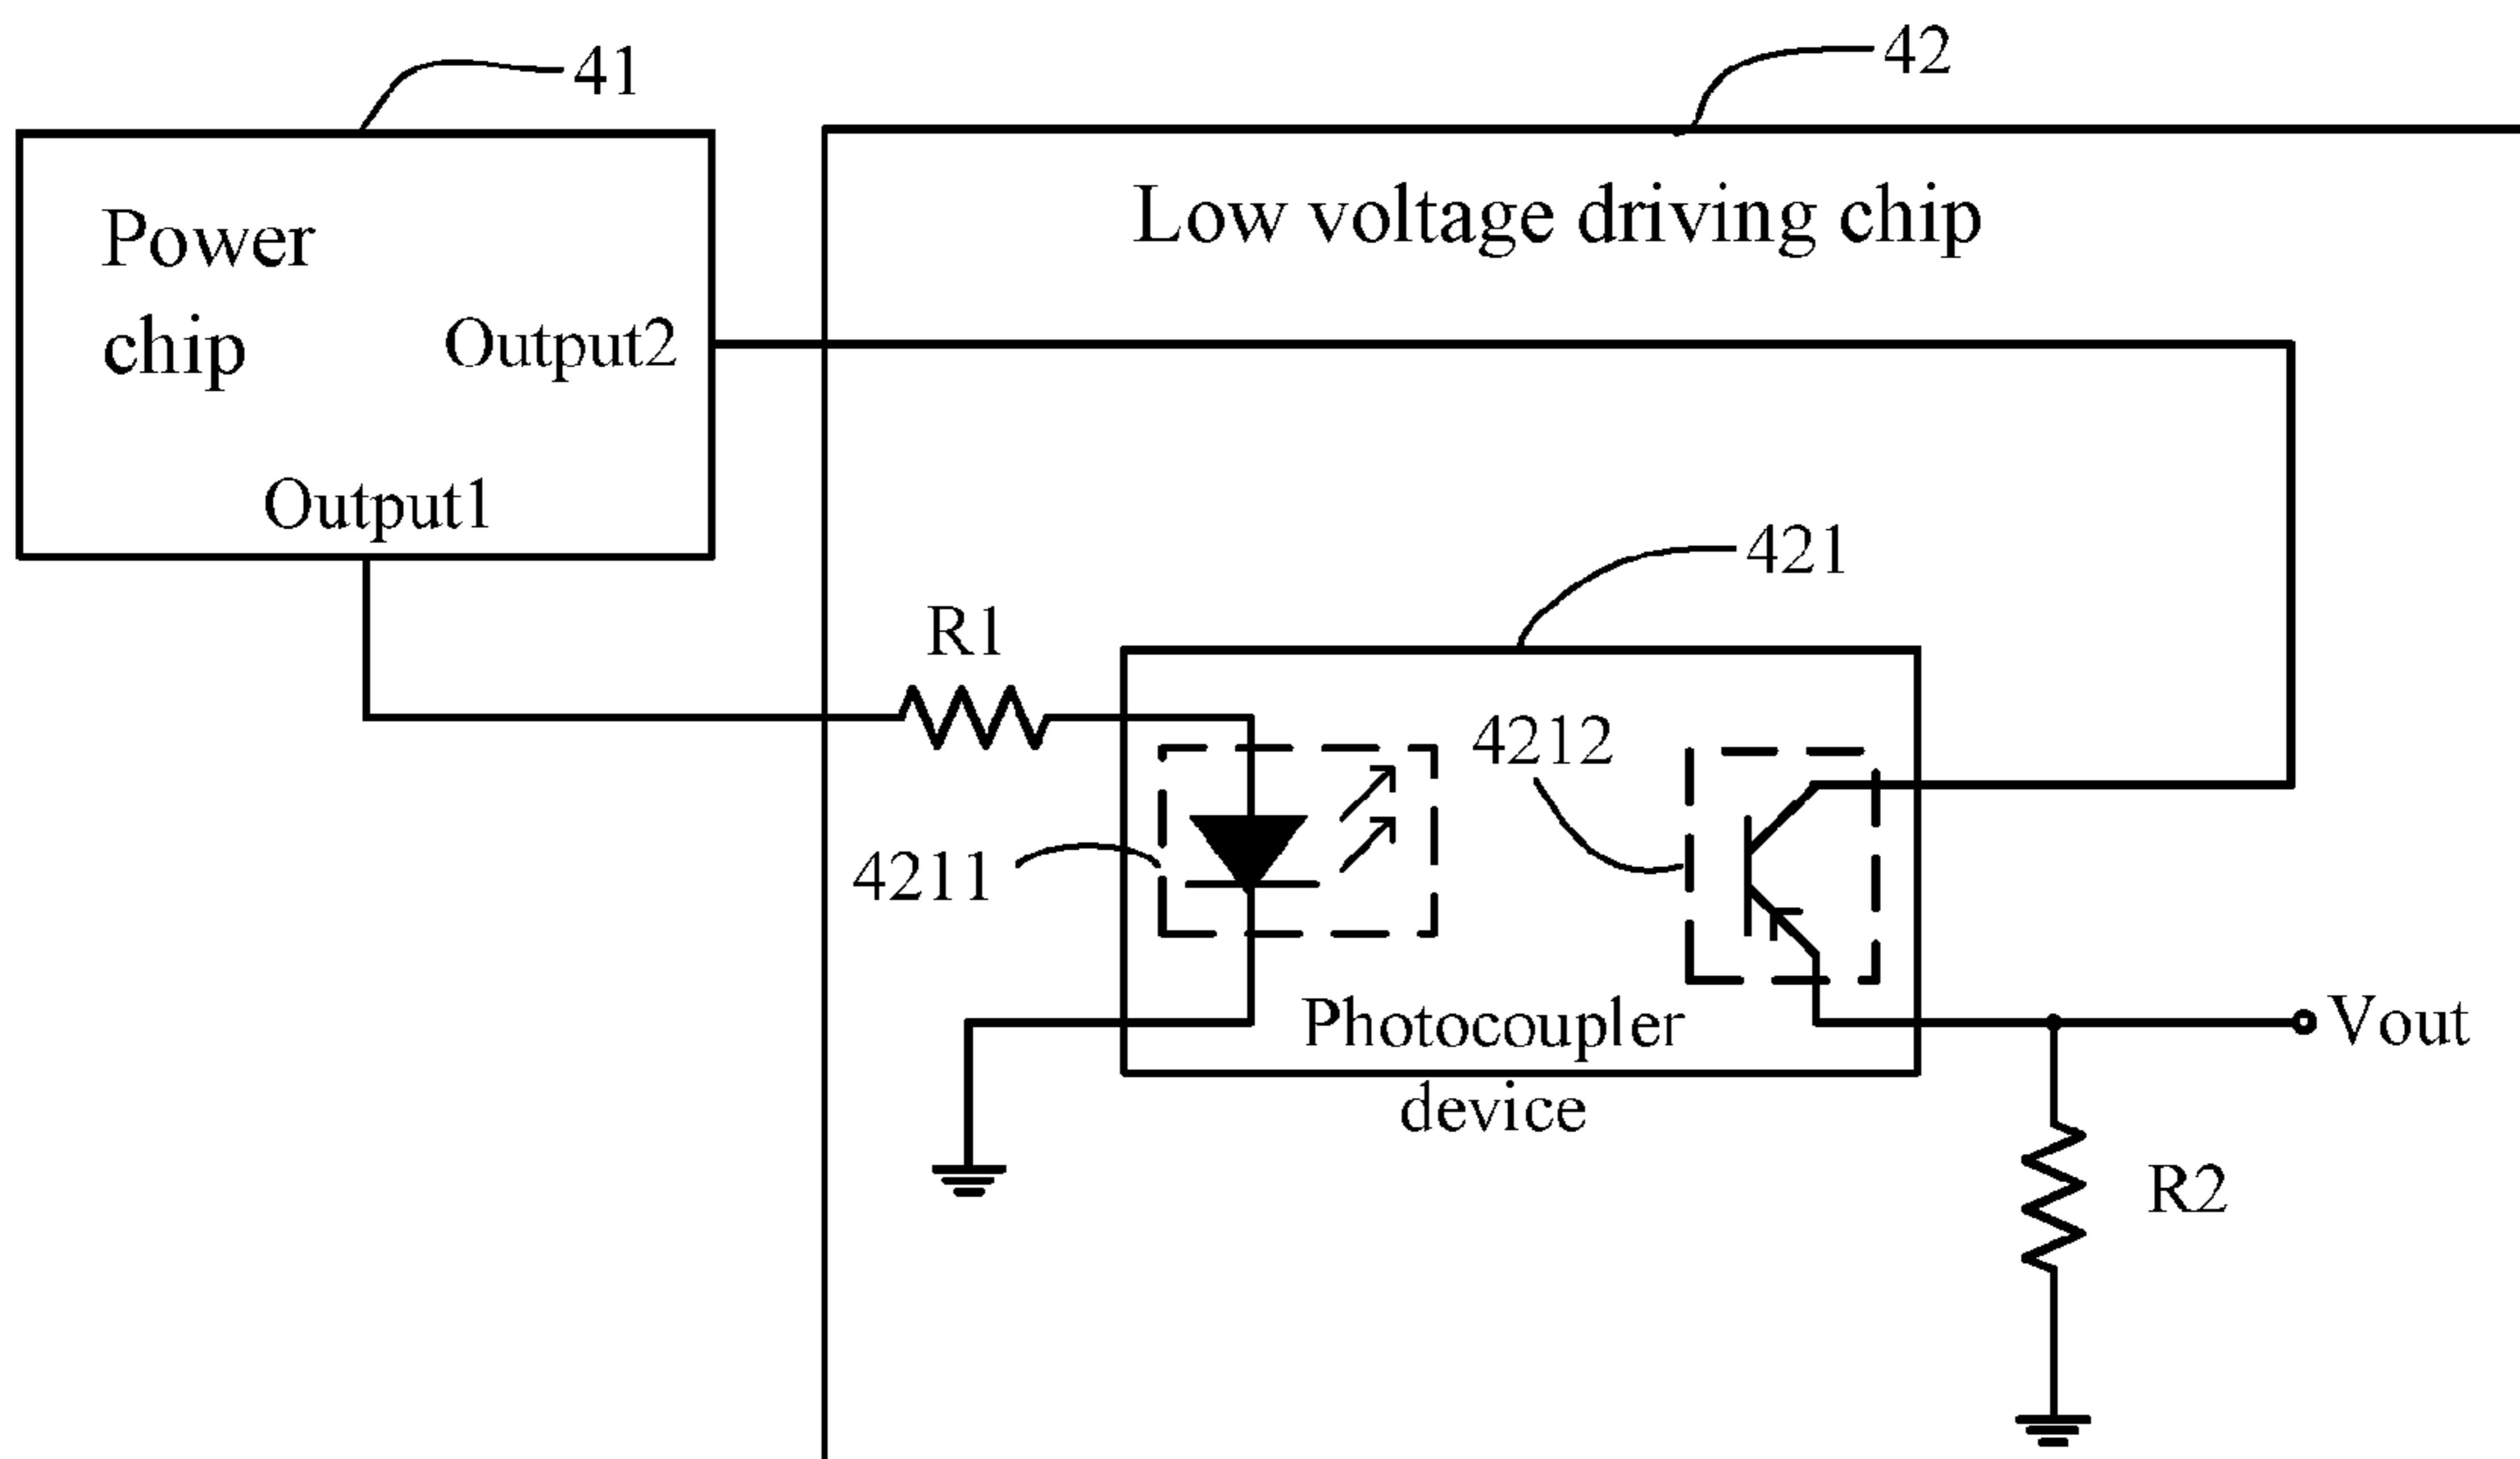 41
42
Power
chip
Low voltage driving chip
Output2
Output1
421
R1
4212
4211
Photocoupler
device
Vout
R2